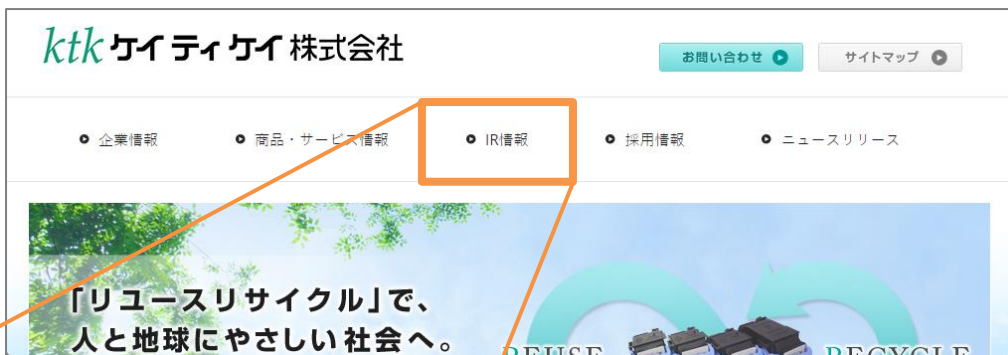 ktk ケイティケイ 株式会社
お問い合わせ サイトマップ
企業情報 商品・サービス情報 IR情報 採用情報 ニュースリリース
「リユースリサイクル」で、
人と地球にやさしい社会へ。
REUSE RECYCLE